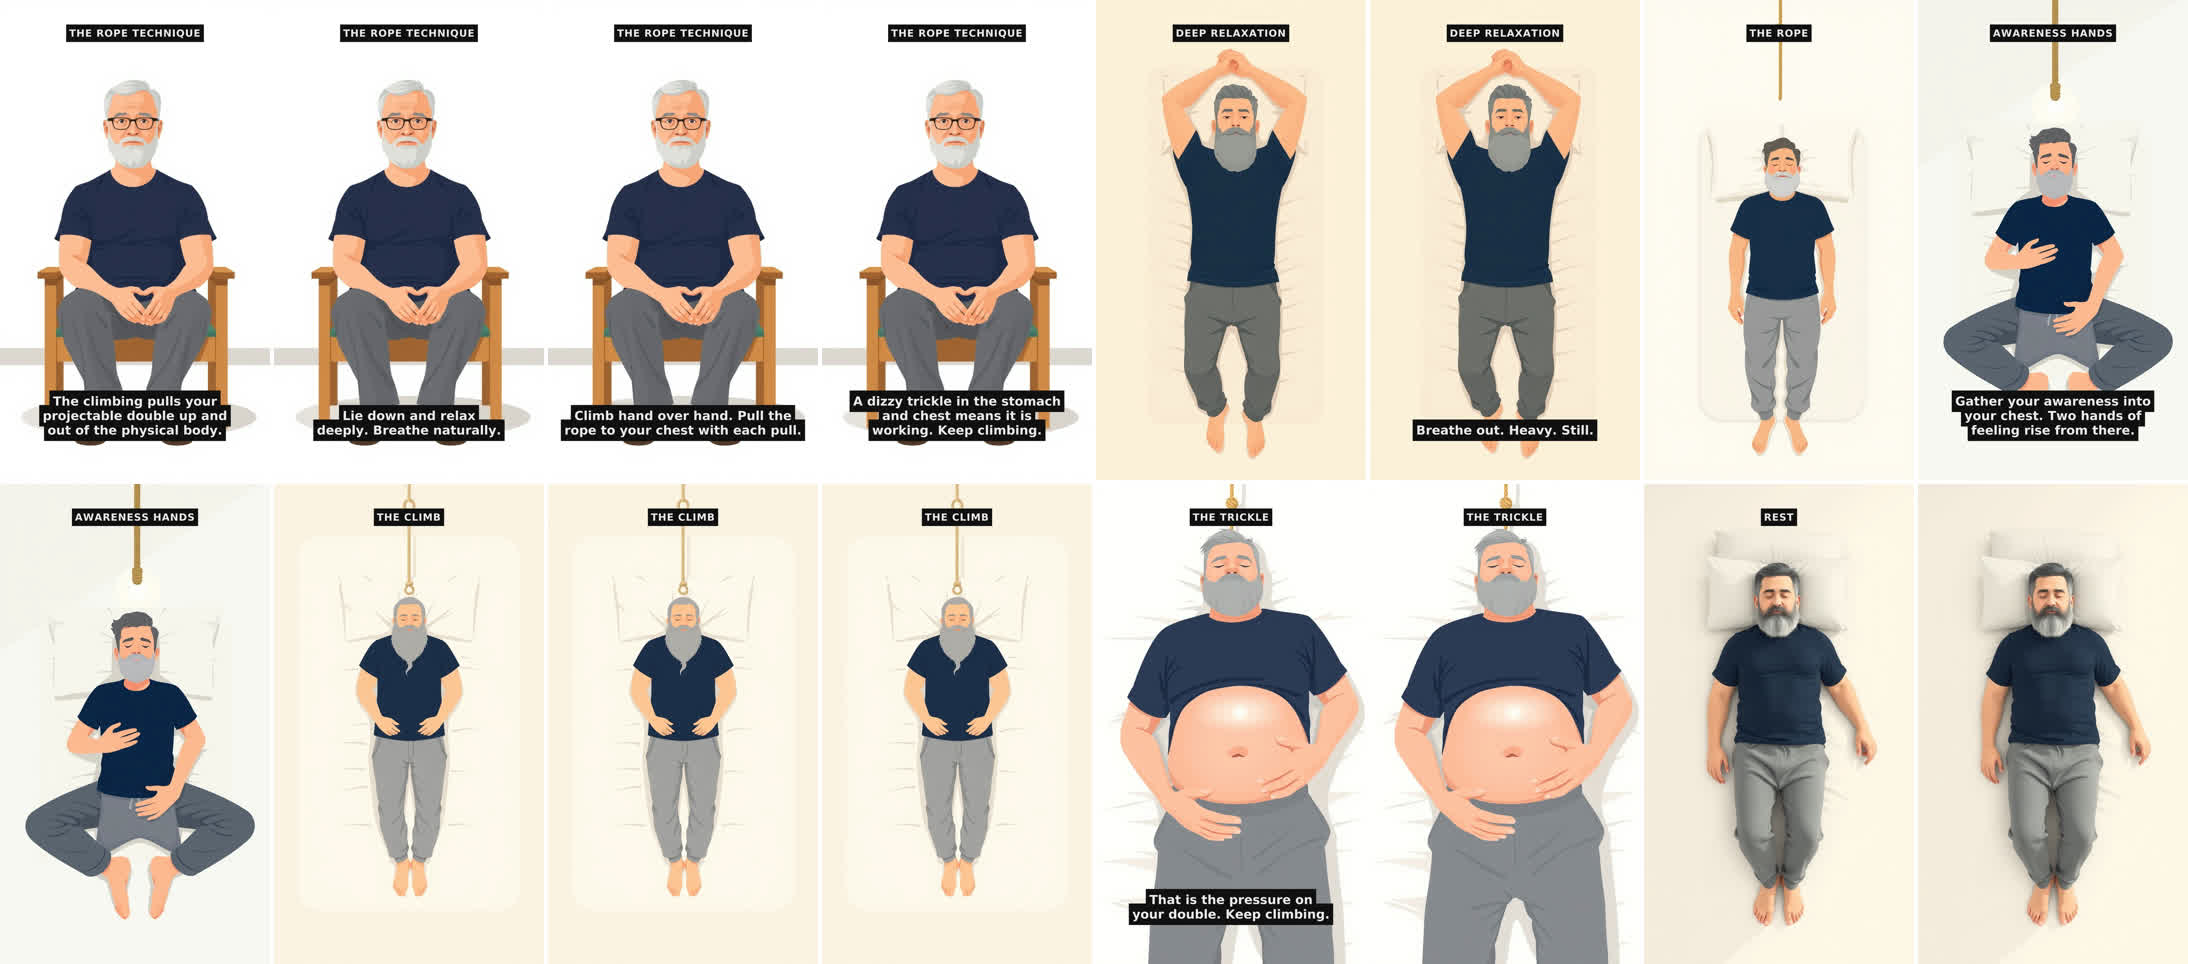 THE ROPE TECHNIQUE
The climbing pulls your
projectable double up and
out of the physical body.
THE ROPE TECHNIQUE
Lie down and relax
deeply. Breathe naturally.
THE ROPE TECHNIQUE
Climb hand over hand. Pull the
rope to your chest with each pull.
THE ROPE TECHNIQUE
A dizzy trickle in the stomach
and chest means it is
working. Keep climbing.
DEEP RELAXATION
DEEP RELAXATION
Breathe out. Heavy. Still.
THE ROPE
AWARENESS HANDS
Gather your awareness into
your chest. Two hands of
feeling rise from there.
AWARENESS HANDS
THE CLIMB
THE CLIMB
THE CLIMB
THE TRICKLE
That is the pressure on
your double. Keep climbing.
THE TRICKLE
REST